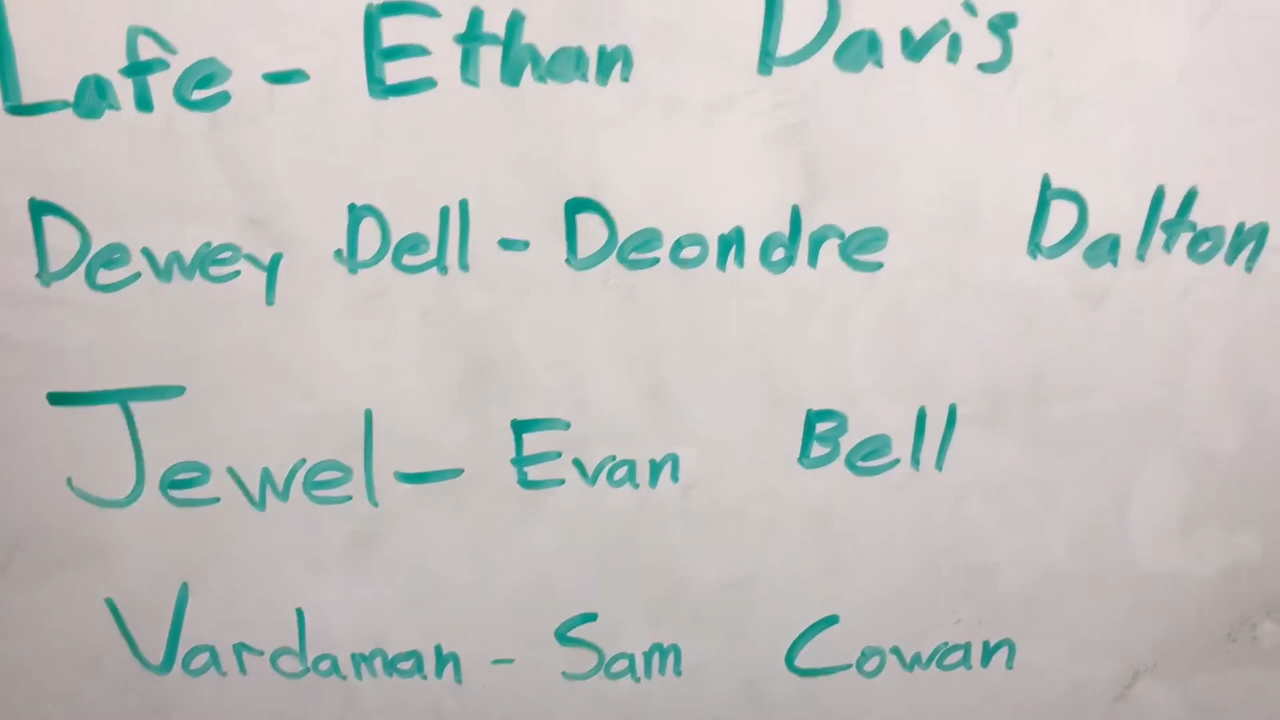 Lafe - Ethan Davis
Dewey Dell - Deondre Dalton
Jewel - Evan Bell
Vardaman - Sam Cowan